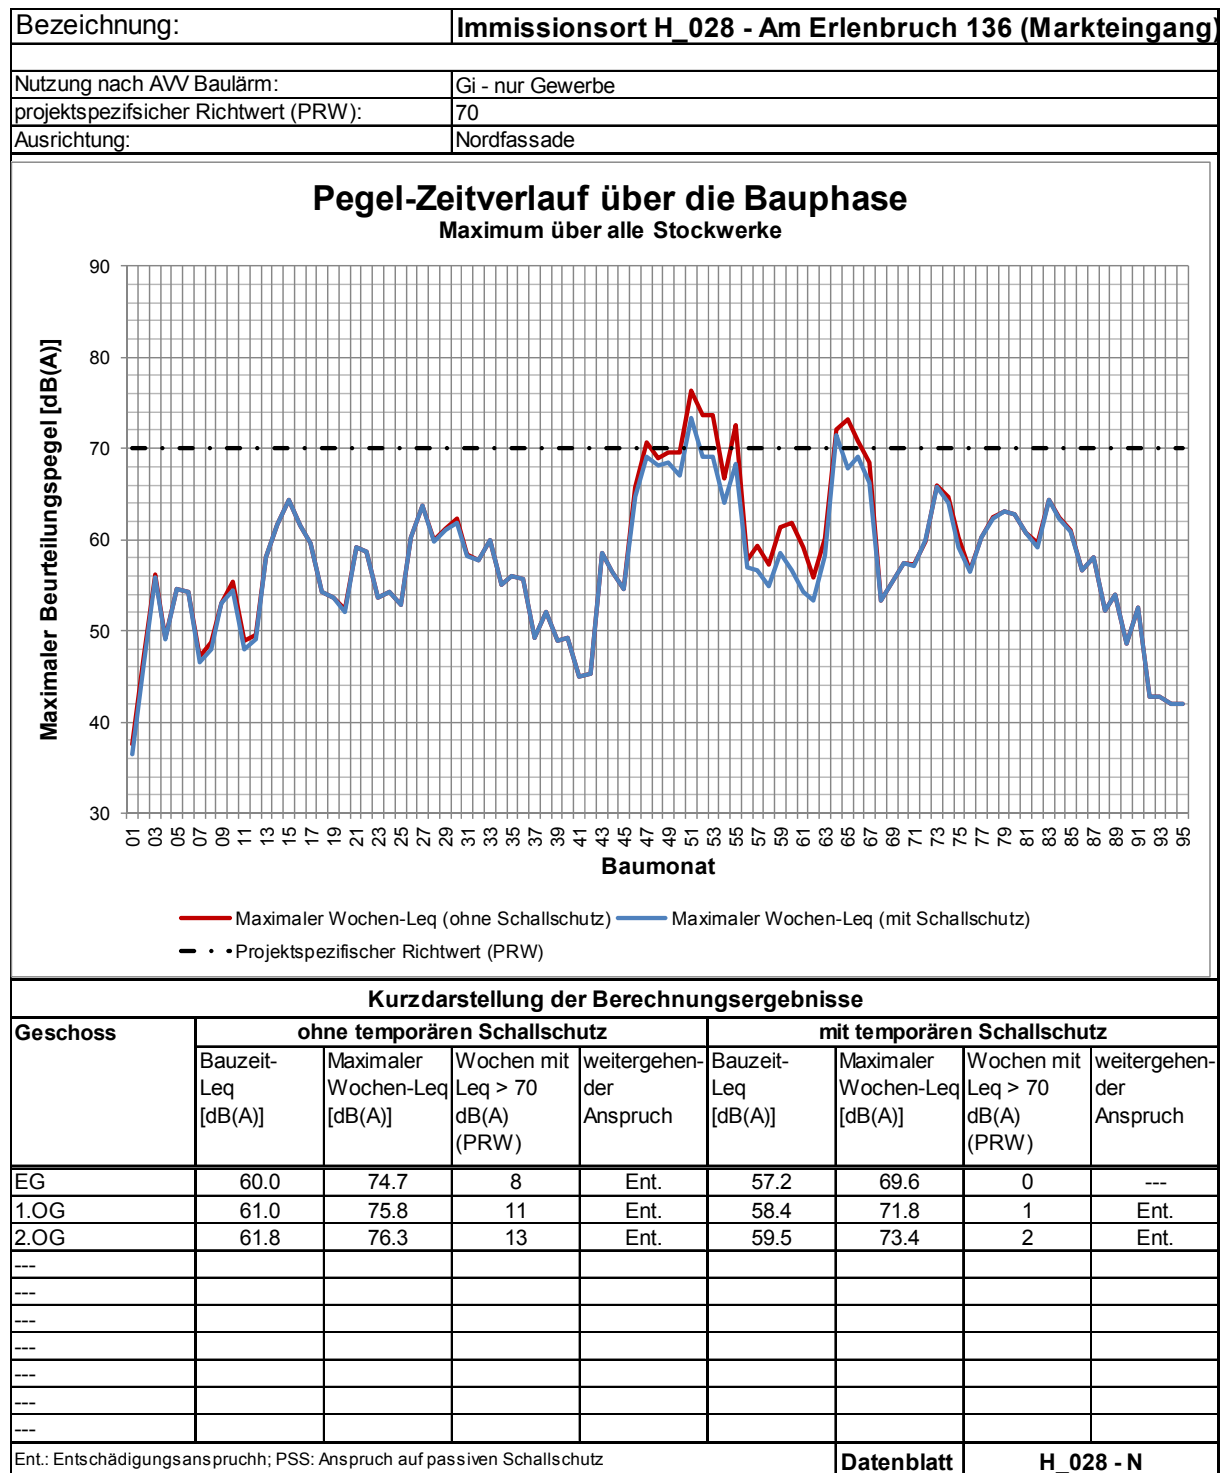 Bezeichnung: Immissionsort H_028 - Am Erlenbruch 136 (Markteingang)
Nutzung nach AVV Baulärm: Gi - nur Gewerbe
projektspezifsicher Richtwert (PRW): 70
Ausrichtung: Nordfassade
Pegel-Zeitverlauf über die Bauphase
Maximum über alle Stockwerke
Maximaler Beurteilungspegel [dB(A)]
90
80
70
60
50
40
30
01 03 05 07 09 11 13 15 17 19 21 23 25 27 29 31 33 35 37 39 41 43 45 47 49 51 53 55 57 59 61 63 65 67 69 71 73 75 77 79 81 83 85 87 89 91 93 95
Baumonat
Maximaler Wochen-Leq (ohne Schallschutz) Maximaler Wochen-Leq (mit Schallschutz)
Projektspezifischer Richtwert (PRW)
Kurzdarstellung der Berechnungsergebnisse
Geschoss ohne temporären Schallschutz mit temporären Schallschutz
Bauzeit- Maximaler Wochen mit weitergehen- Bauzeit- Maximaler Wochen mit weitergehen-
Leq Wochen-Leq Leq > 70 der Leq Wochen-Leq Leq > 70 der
[dB(A)] [dB(A)] dB(A) Anspruch [dB(A)] [dB(A)] dB(A) Anspruch
(PRW) (PRW)
EG 60.0 74.7 8 Ent. 57.2 69.6 0 ---
1.OG 61.0 75.8 11 Ent. 58.4 71.8 1 Ent.
2.OG 61.8 76.3 13 Ent. 59.5 73.4 2 Ent.
---
---
---
---
---
---
---
Ent.: Entschädigungsanspruchh; PSS: Anspruch auf passiven Schallschutz Datenblatt H_028 - N